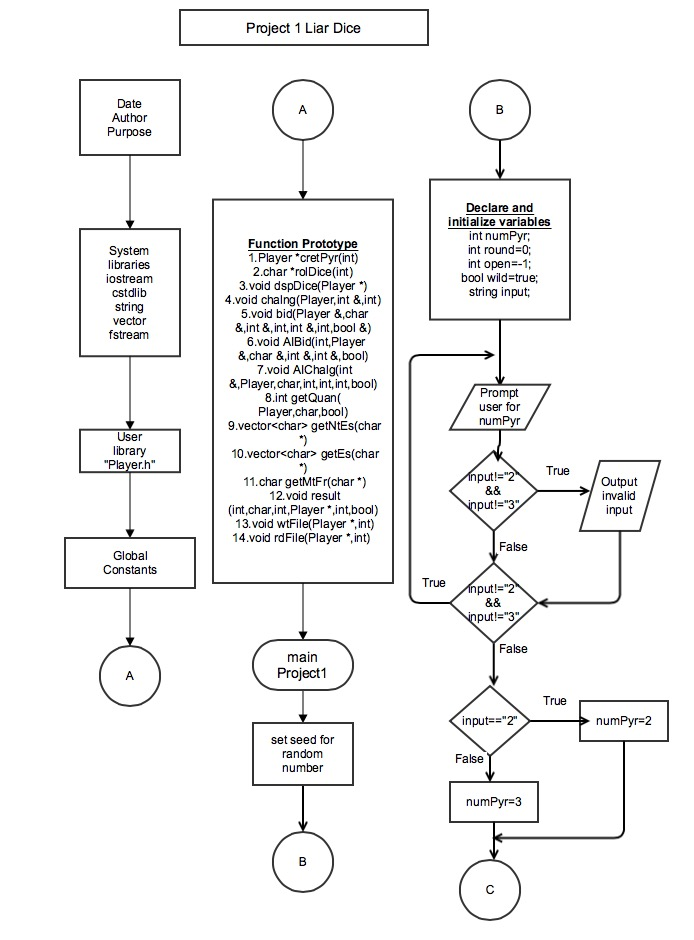 Project 1 Liar Dice
Date
Author
Purpose
System
libraries
iostream
cstdlib
string
vector
fstream
User
library
"Player.h"
Global
Constants
A
A
Function Prototype
1.Player *cretPyr(int)
2.char *rolDice(int)
3.void dspDice(Player *)
4.void chalng(Player,int &,int)
5.void bid(Player &,char
&,int &,int,int &,int,bool &)
6.void AIBid(int,Player
&,char &,int &,int &,bool)
7.void AIChalg(int
&,Player,char,int,int,int,bool)
8.int getQuan(
Player,char,bool)
9.vector<char> getNtEs(char
*)
10.vector<char> getEs(char
*)
11.char getMtFr(char *)
12.void result
(int,char,int,Player *,int,bool)
13.void wtFile(Player *,int)
14.void rdFile(Player *,int)
main
Project1
set seed for
random
number
B
B
Declare and
initialize variables
int numPyr;
int round=0;
int open=-1;
bool wild=true;
string input;
Prompt
user for
numPyr
input!="2"
&&
input!="3"
True
Output
invalid
input
False
input!="2"
&&
input!="3"
True
False
input=="2"
True
numPyr=2
False
numPyr=3
C